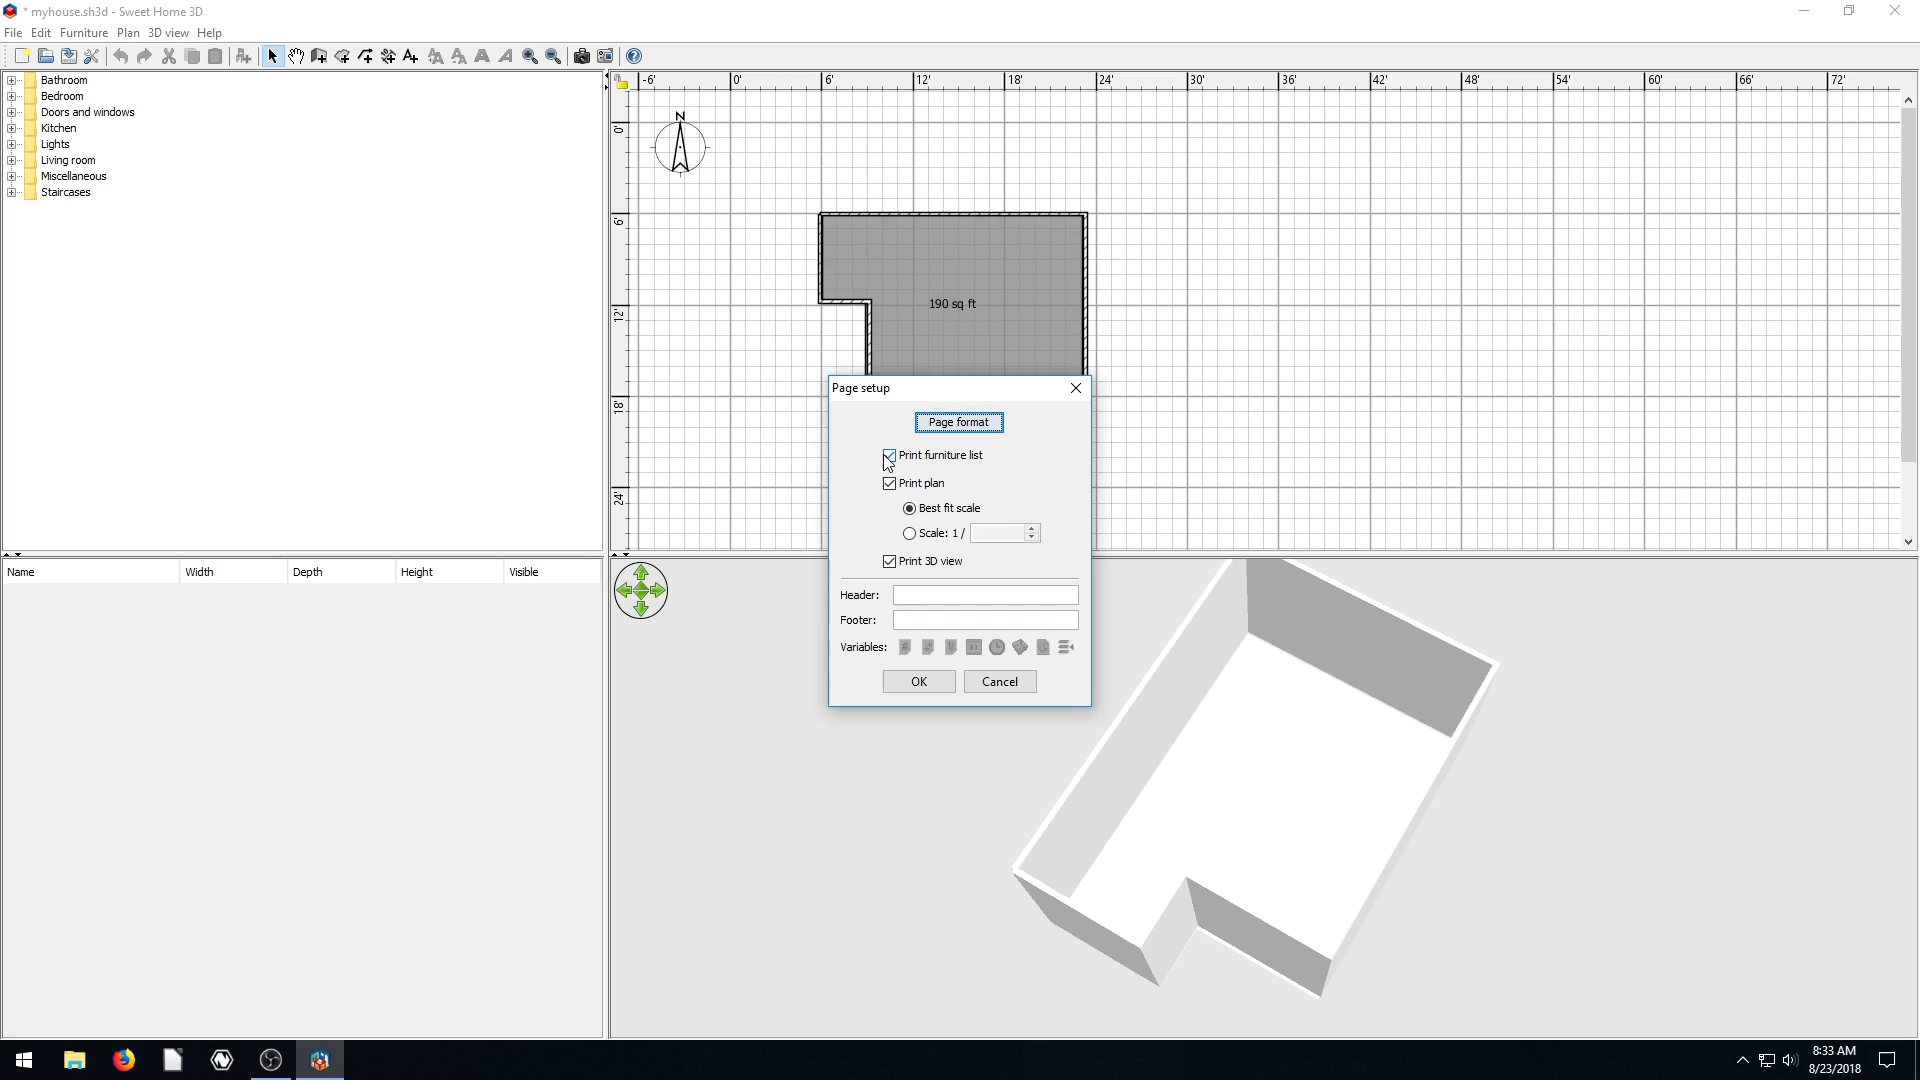 * myhouse.sh3d - Sweet Home 3D
File Edit Furniture Plan 3D view Help
Bathroom
Bedroom
Doors and windows
Kitchen
Lights
Living room
Miscellaneous
Staircases
-6' 0' 6' 12' 18' 24' 30' 36' 42' 48' 54' 60' 66' 72'
0'
6'
12'
18'
24'
N
190 sq ft
Page setup
Page format
Print furniture list
Print plan
Best fit scale
Scale: 1 /
Print 3D view
Header:
Footer:
Variables:
OK Cancel
Name Width Depth Height Visible
8:33 AM
8/23/2018